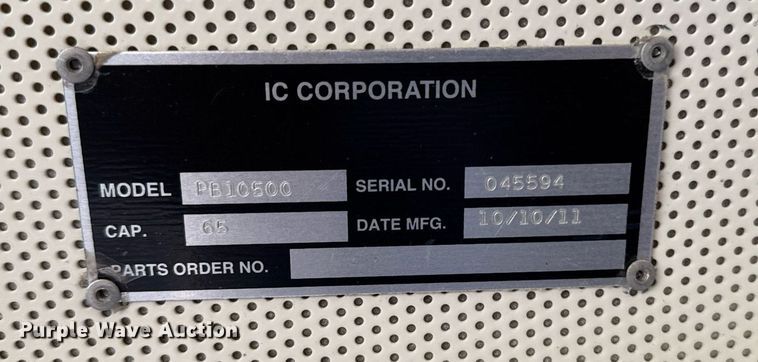 IC CORPORATION
MODEL PB10500 SERIAL NO. 045594
CAP. 65 DATE MFG. 10/10/11
PARTS ORDER NO.
Purple Wave Auction